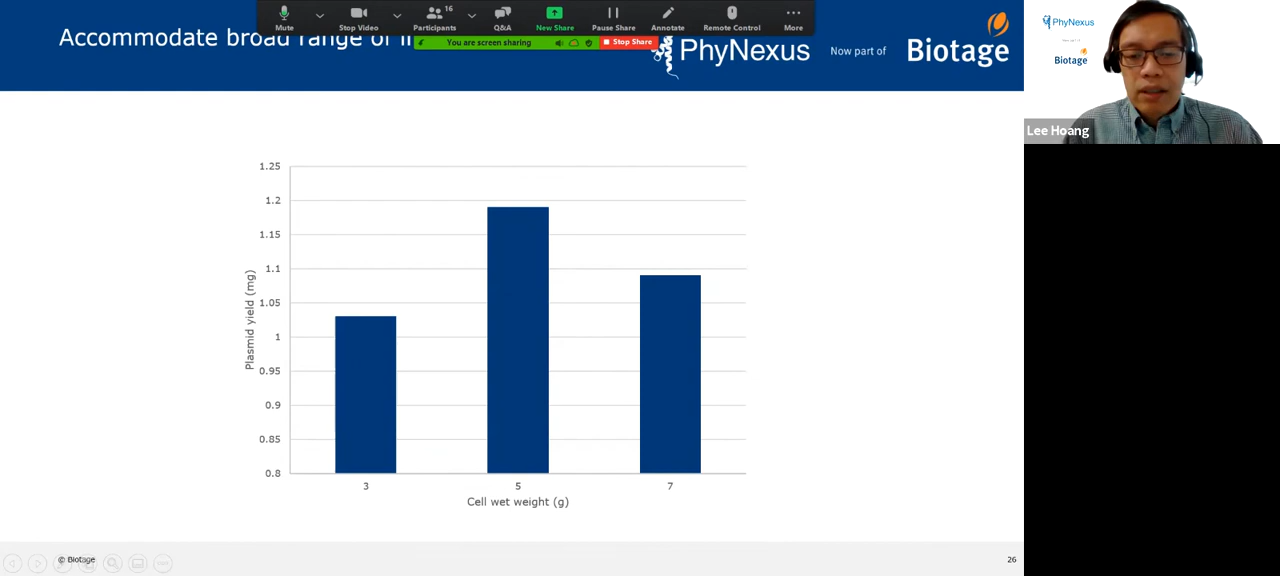 Mute
Stop Video
Participants
16
Q&A
New Share
Pause Share
Annotate
Remote Control
More
You are screen sharing
Stop Share
Accommodate broad range of
PhyNexus
Now part of
Biotage
PhyNexus
Biotage
Lee Hoang
1.25
1.2
1.15
1.1
1.05
1
0.95
0.9
0.85
0.8
Plasmid yield (mg)
3
5
7
Cell wet weight (g)
© Biotage
26